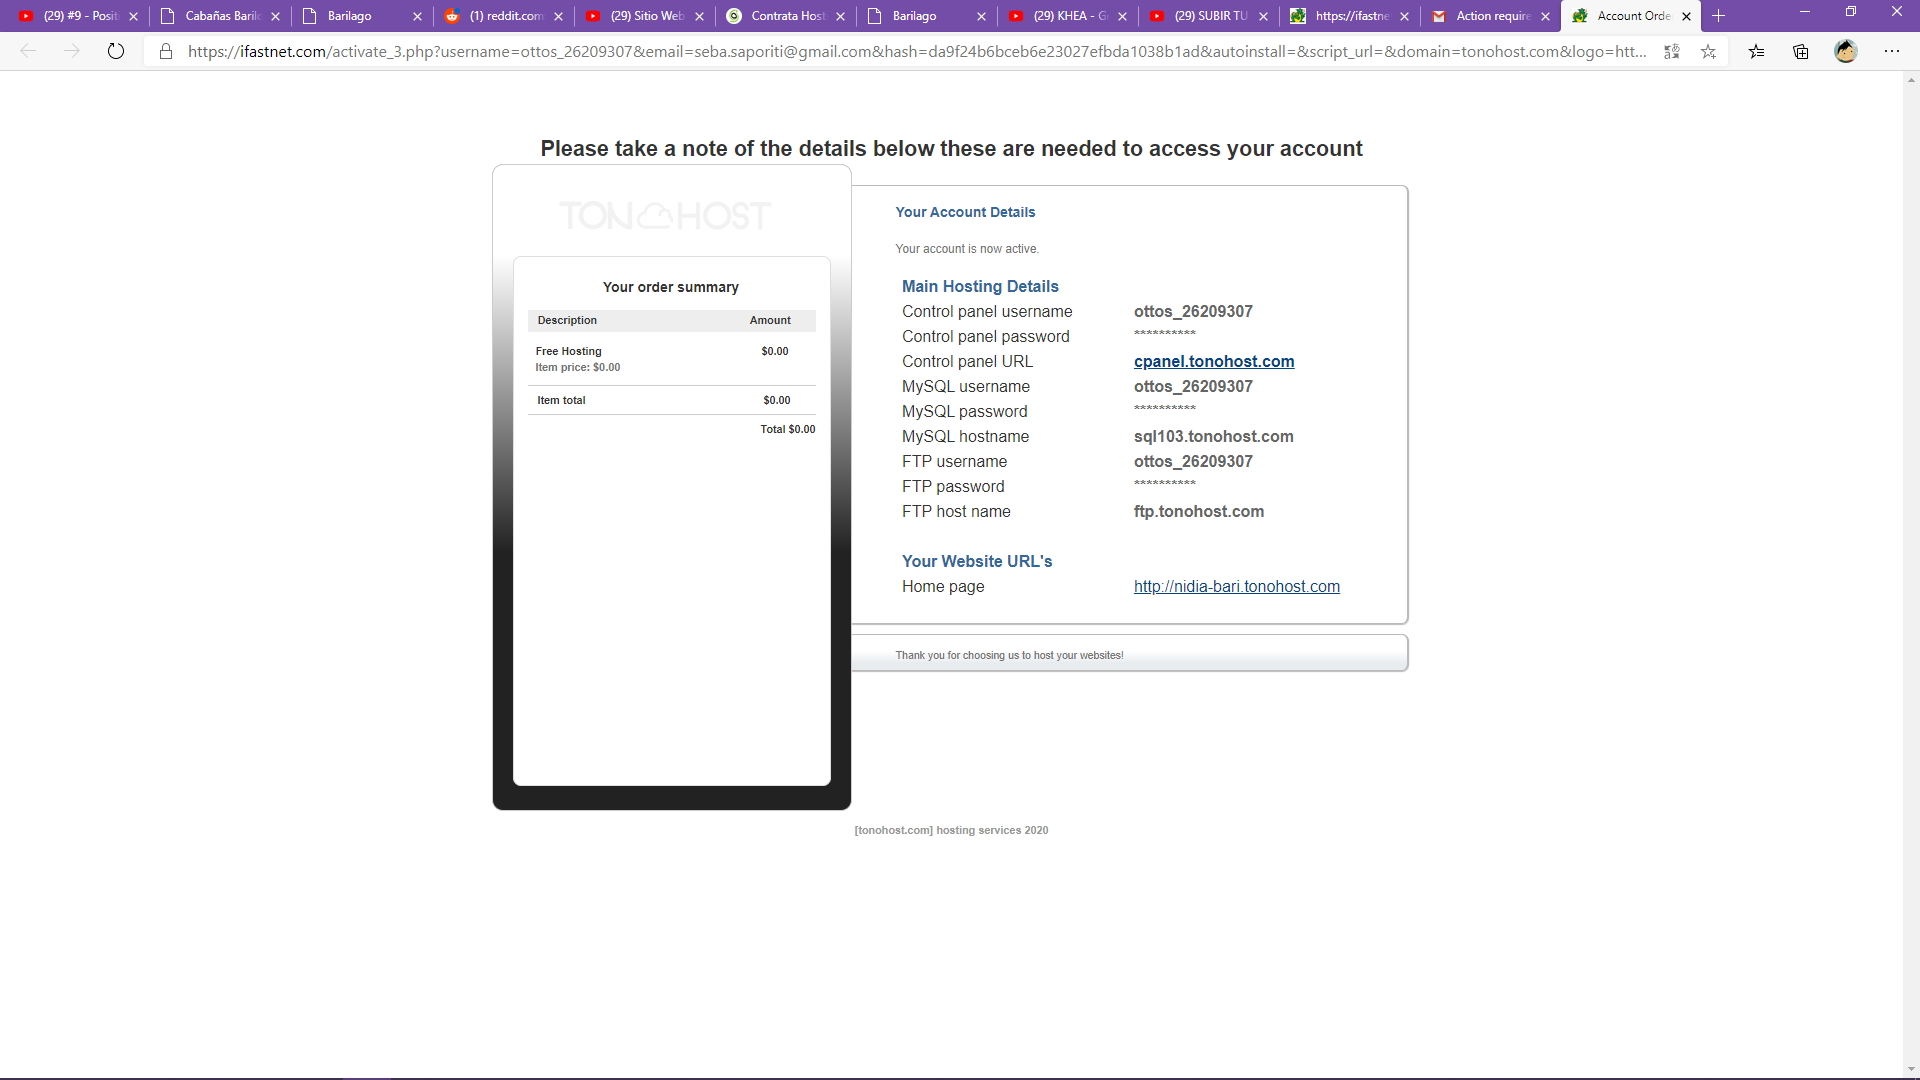 (29) #9 - Posit
Cabañas Barilo
Barilago
(1) reddit.com
(29) Sitio Web
Contrata Host
Barilago
(29) KHEA - G
(29) SUBIR TU
https://ifastne
Action require
Account Orde
https://ifastnet.com/activate_3.php?username=ottos_26209307&email=seba.saporiti@gmail.com&hash=da9f24b6bceb6e23027efbda1038b1ad&autoinstall=&script_url=&domain=tonohost.com&logo=htt...
Please take a note of the details below these are needed to access your account
TONOHOST
Your order summary
Description Amount
Free Hosting $0.00
Item price: $0.00
Item total $0.00
Total $0.00
Your Account Details
Your account is now active.
Main Hosting Details
Control panel username ottos_26209307
Control panel password **********
Control panel URL cpanel.tonohost.com
MySQL username ottos_26209307
MySQL password **********
MySQL hostname sql103.tonohost.com
FTP username ottos_26209307
FTP password **********
FTP host name ftp.tonohost.com
Your Website URL's
Home page http://nidia-bari.tonohost.com
Thank you for choosing us to host your websites!
[tonohost.com] hosting services 2020